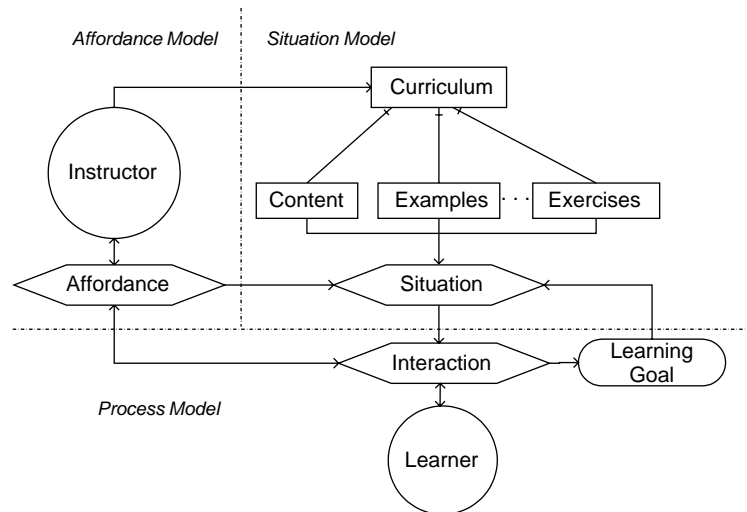 Affordance Model
Situation Model
Curriculum
Instructor
Content
Examples
. . .
Exercises
Affordance
Situation
Interaction
Learning
Goal
Process Model
Learner